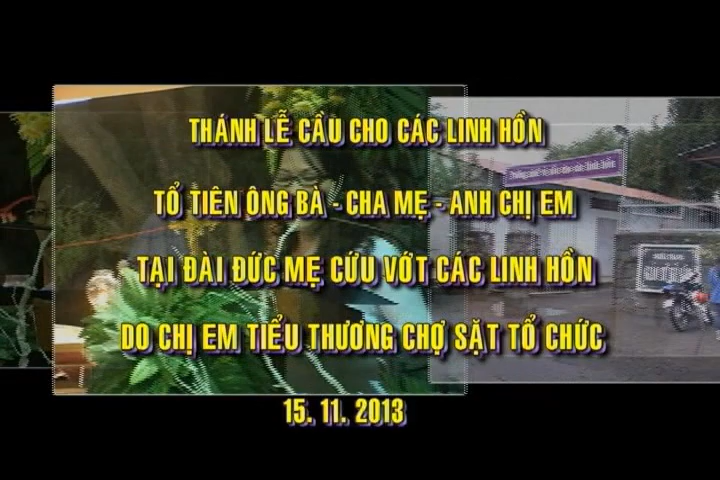 THÁNH LỄ CẦU CHO CÁC LINH HỒN
TỔ TIÊN ÔNG BÀ - CHA MẸ - ANH CHỊ EM
TẠI ĐÀI ĐỨC MẸ CỨU VỚT CÁC LINH HỒN
DO CHỊ EM TIỂU THƯƠNG CHỢ SẶT TỔ CHỨC
15. 11. 2013